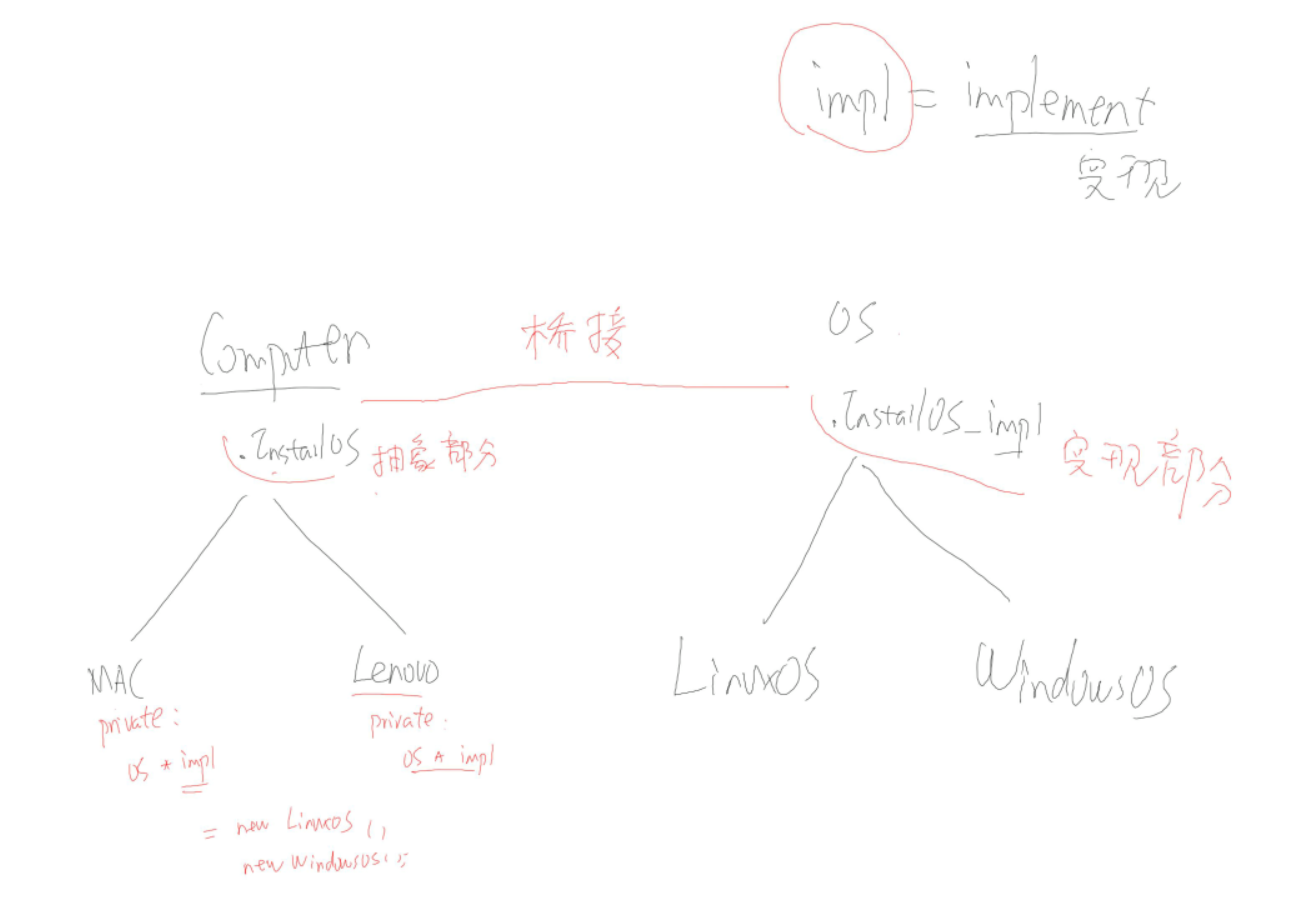 impl = implement
实现
Computer
桥接
OS
.InstallOS
抽象部分
.InstallOS_impl
实现部分
MAC
private:
OS * impl
Lenovo
private:
OS * impl
= new LinuxOS ();
new WindowsOS();
LinuxOS
WindowsOS